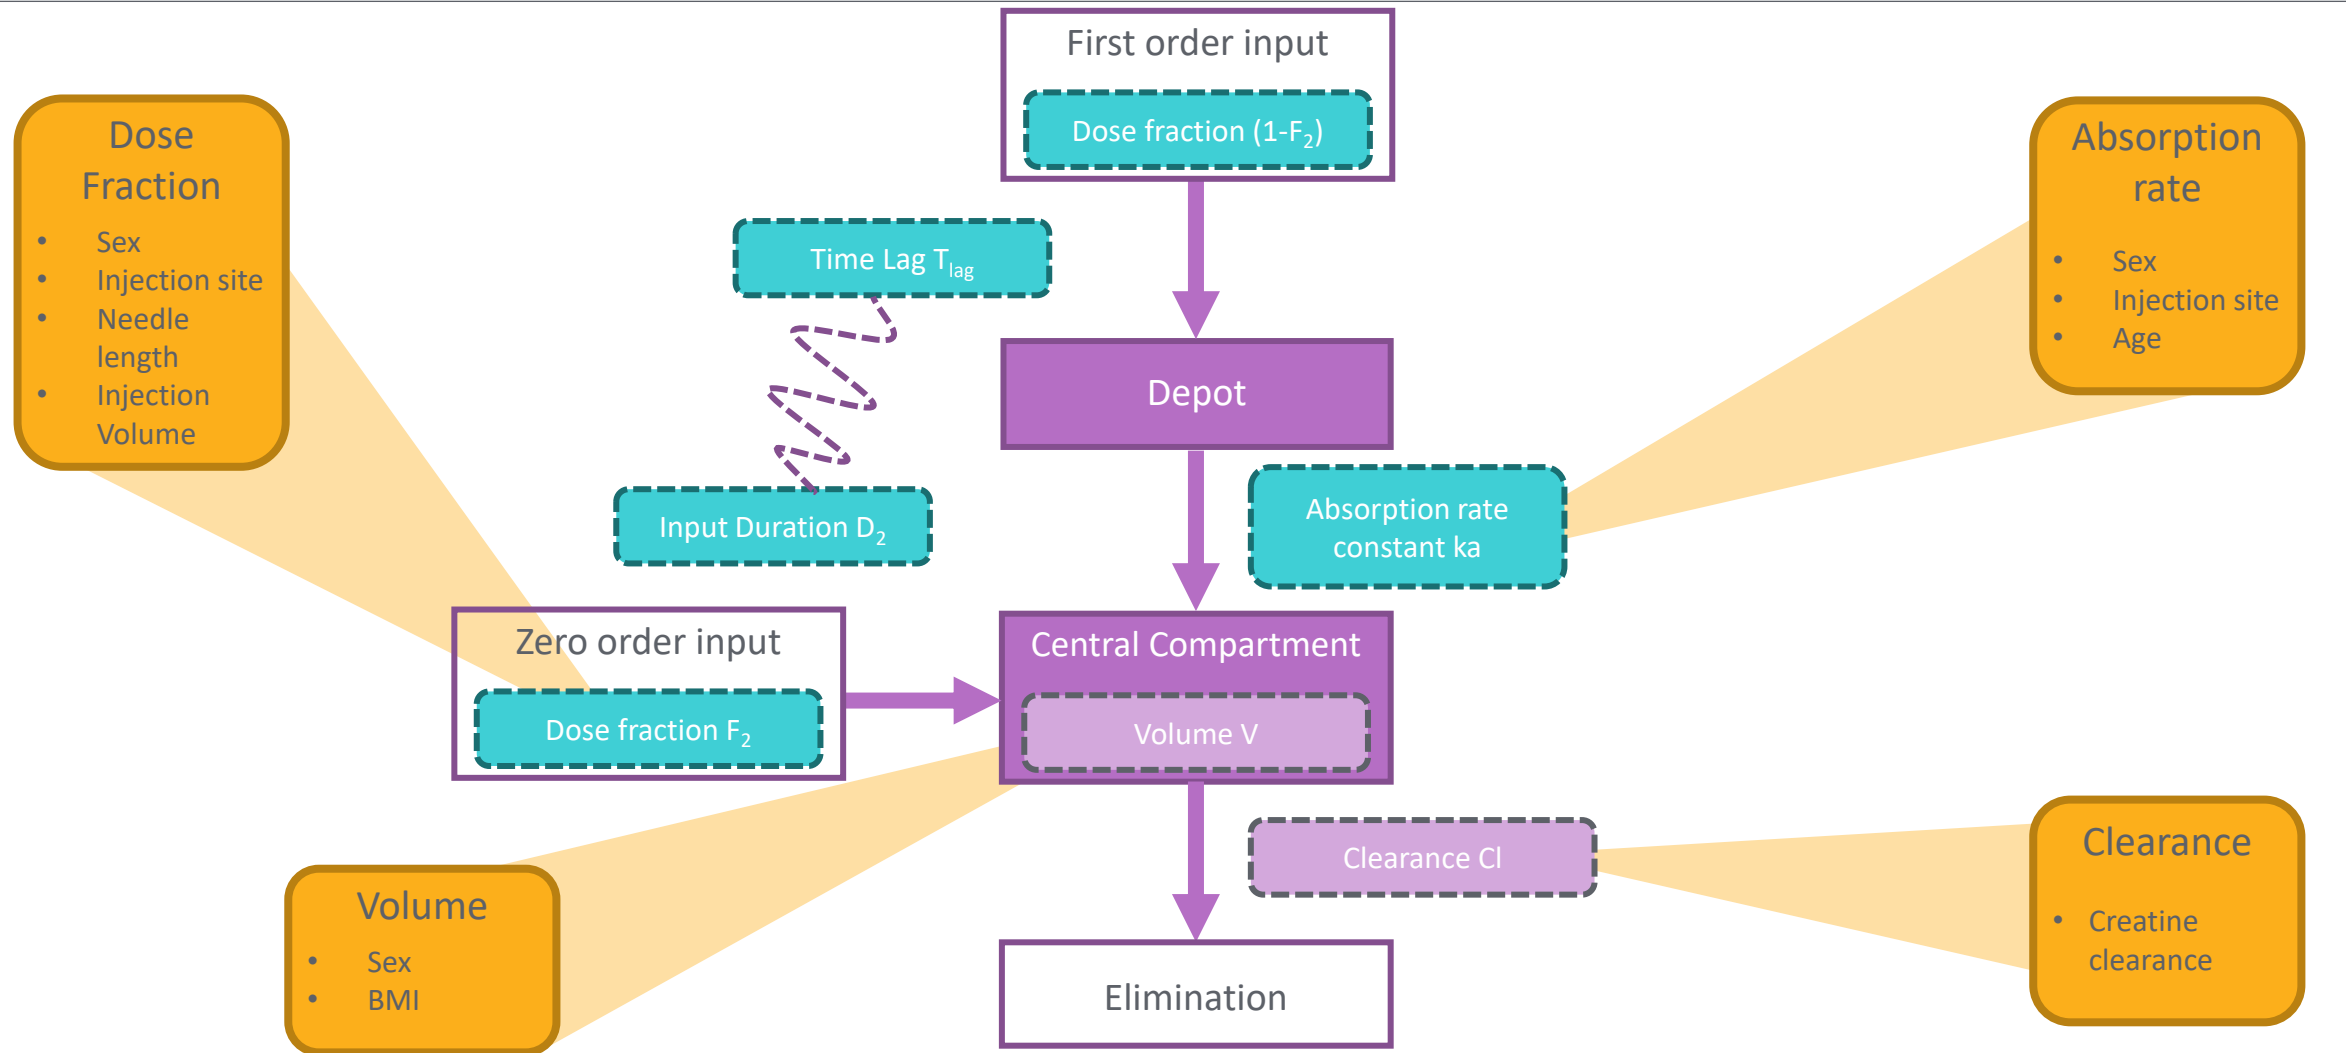 First order input
Dose fraction (1-F₂)
Dose
Fraction
• Sex
• Injection site
• Needle
length
• Injection
Volume
Absorption
rate
• Sex
• Injection site
• Age
Time Lag Tlag
Depot
Input Duration D₂
Absorption rate
constant ka
Zero order input
Dose fraction F₂
Central Compartment
Volume V
Clearance Cl
Volume
• Sex
• BMI
Clearance
• Creatine
clearance
Elimination